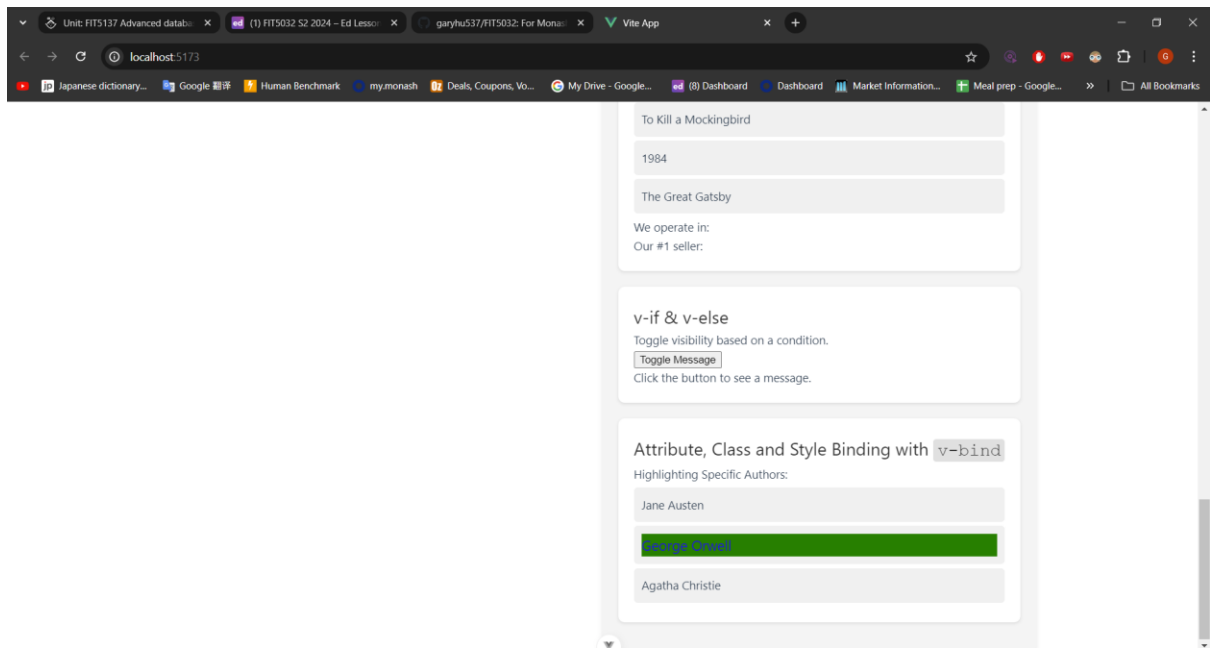 Unit: FIT5137 Advanced databa
(1) FIT5032 S2 2024 – Ed Lesson
garyhu537/FIT5032: For Monas
Vite App
localhost:5173
G
Japanese dictionary...
Google 翻译
Human Benchmark
my.monash
Deals, Coupons, Vo...
My Drive - Google...
(8) Dashboard
Dashboard
Market Information...
Meal prep - Google...
All Bookmarks
To Kill a Mockingbird
1984
The Great Gatsby
We operate in:
Our #1 seller:
v-if & v-else
Toggle visibility based on a condition.
Toggle Message
Click the button to see a message.
Attribute, Class and Style Binding with v-bind
Highlighting Specific Authors:
Jane Austen
George Orwell
Agatha Christie